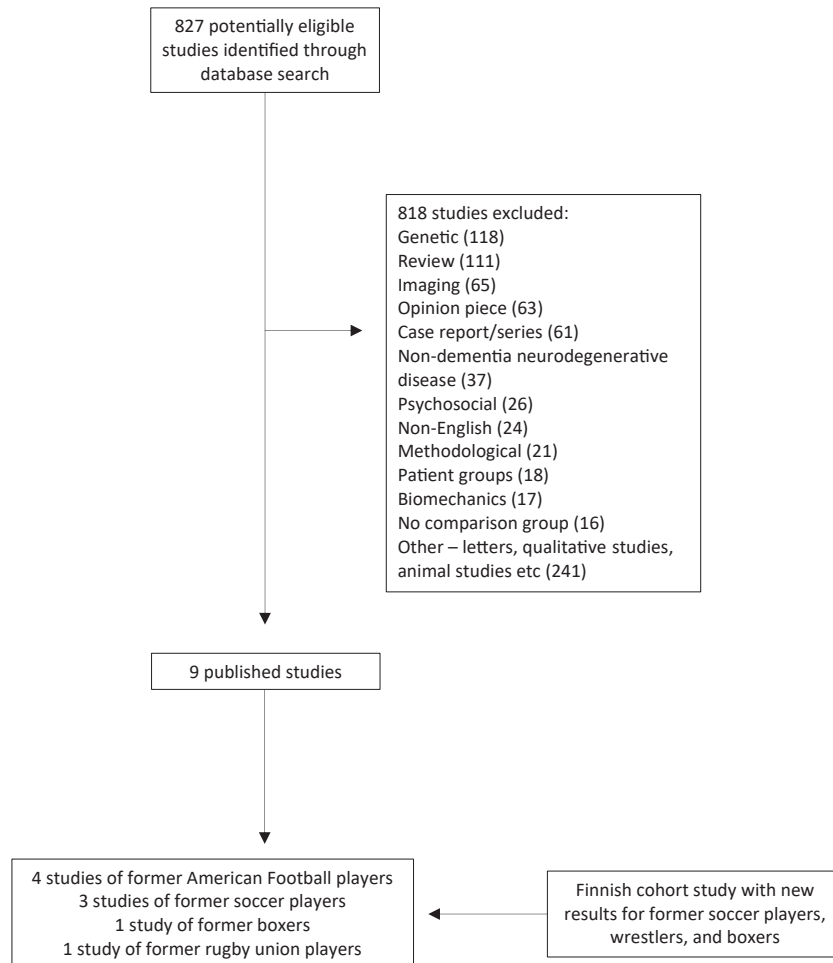 827 potentially eligible
studies identified through
database search
818 studies excluded:
Genetic (118)
Review (111)
Imaging (65)
Opinion piece (63)
Case report/series (61)
Non-dementia neurodegenerative
disease (37)
Psychosocial (26)
Non-English (24)
Methodological (21)
Patient groups (18)
Biomechanics (17)
No comparison group (16)
Other – letters, qualitative studies,
animal studies etc (241)
9 published studies
4 studies of former American Football players
3 studies of former soccer players
1 study of former boxers
1 study of former rugby union players
Finnish cohort study with new
results for former soccer players,
wrestlers, and boxers